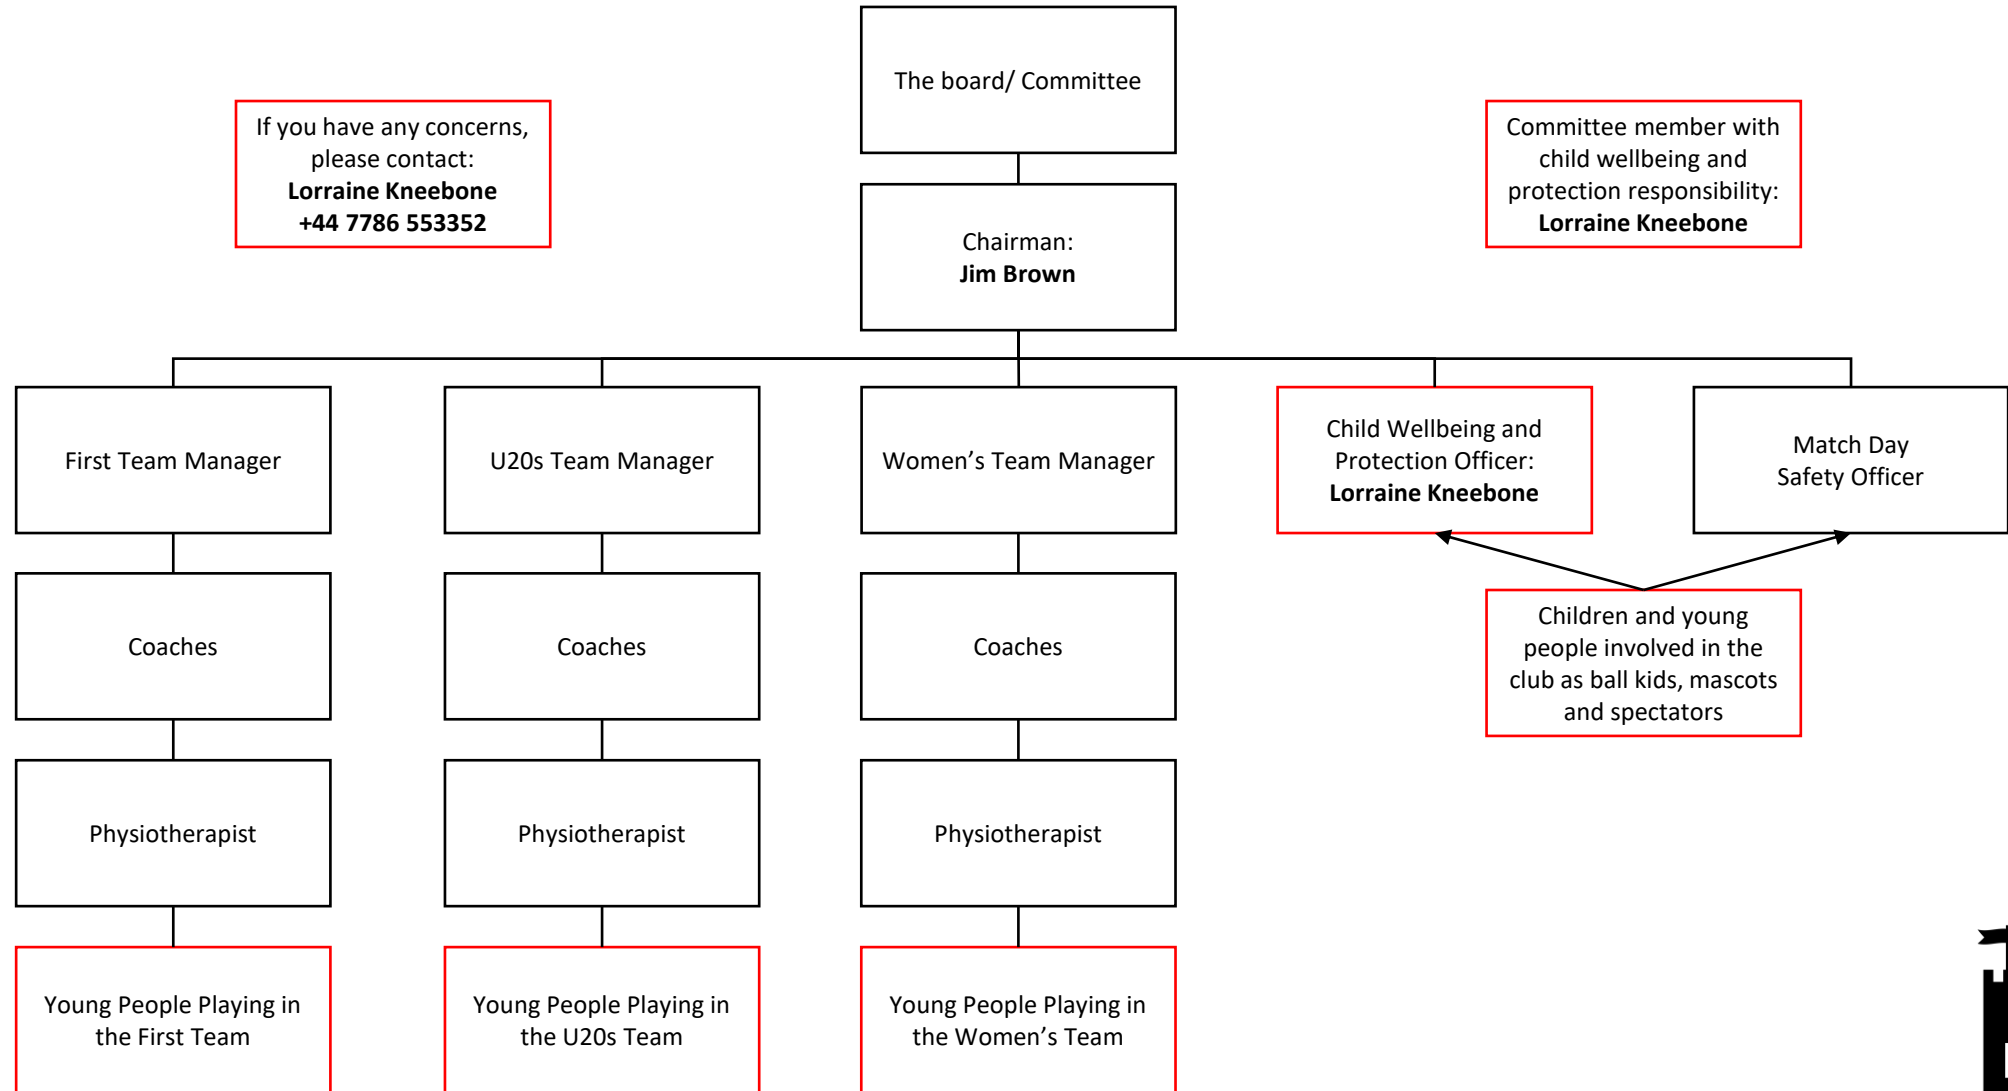 The board/ Committee
If you have any concerns,
please contact:
Lorraine Kneebone
+44 7786 553352
Committee member with
child wellbeing and
protection responsibility:
Lorraine Kneebone
Chairman:
Jim Brown
First Team Manager
U20s Team Manager
Women’s Team Manager
Child Wellbeing and
Protection Officer:
Lorraine Kneebone
Match Day
Safety Officer
Coaches
Coaches
Coaches
Children and young
people involved in the
club as ball kids, mascots
and spectators
Physiotherapist
Physiotherapist
Physiotherapist
Young People Playing in
the First Team
Young People Playing in
the U20s Team
Young People Playing in
the Women’s Team